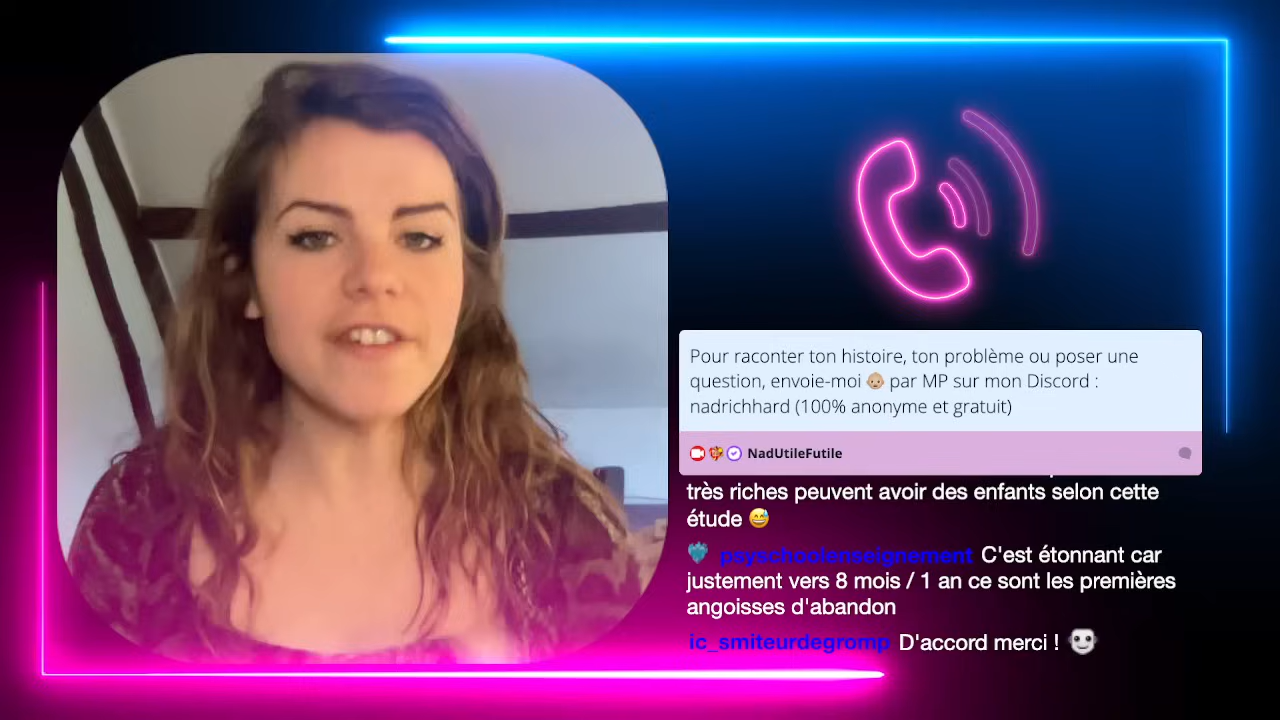 Pour raconter ton histoire, ton problème ou poser une
question, envoie-moi 👶🏼 par MP sur mon Discord :
nadrichhard (100% anonyme et gratuit)
NadUtileFutile
très riches peuvent avoir des enfants selon cette
étude 😅
psyschoolenseignement C'est étonnant car
justement vers 8 mois / 1 an ce sont les premières
angoisses d'abandon
ic_smiteurdegromp D'accord merci !